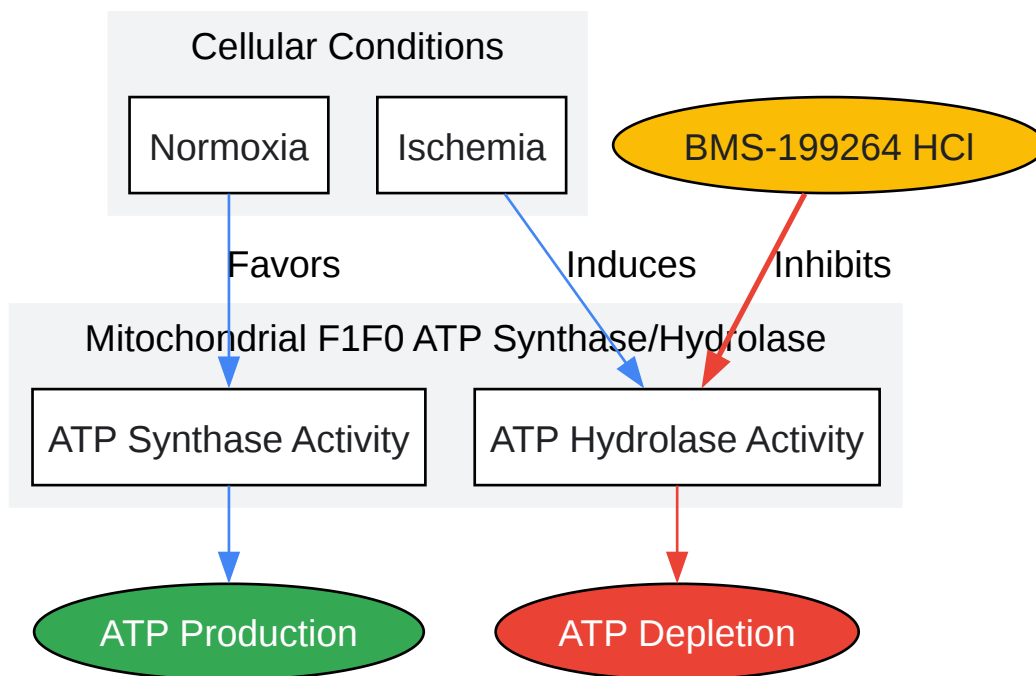 Cellular Conditions
Normoxia
Ischemia
BMS-199264 HCl
Favors
Induces
Inhibits
Mitochondrial F1F0 ATP Synthase/Hydrolase
ATP Synthase Activity
ATP Hydrolase Activity
ATP Production
ATP Depletion